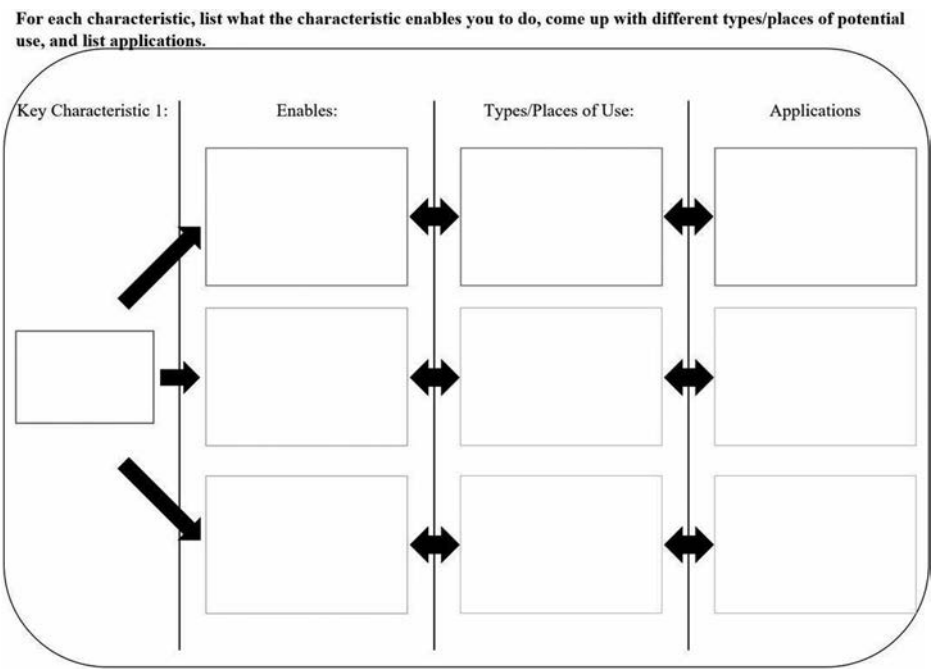 For each characteristic, list what the characteristic enables you to do, come up with different types/places of potential
use, and list applications.
Key Characteristic 1:
Enables:
Types/Places of Use:
Applications